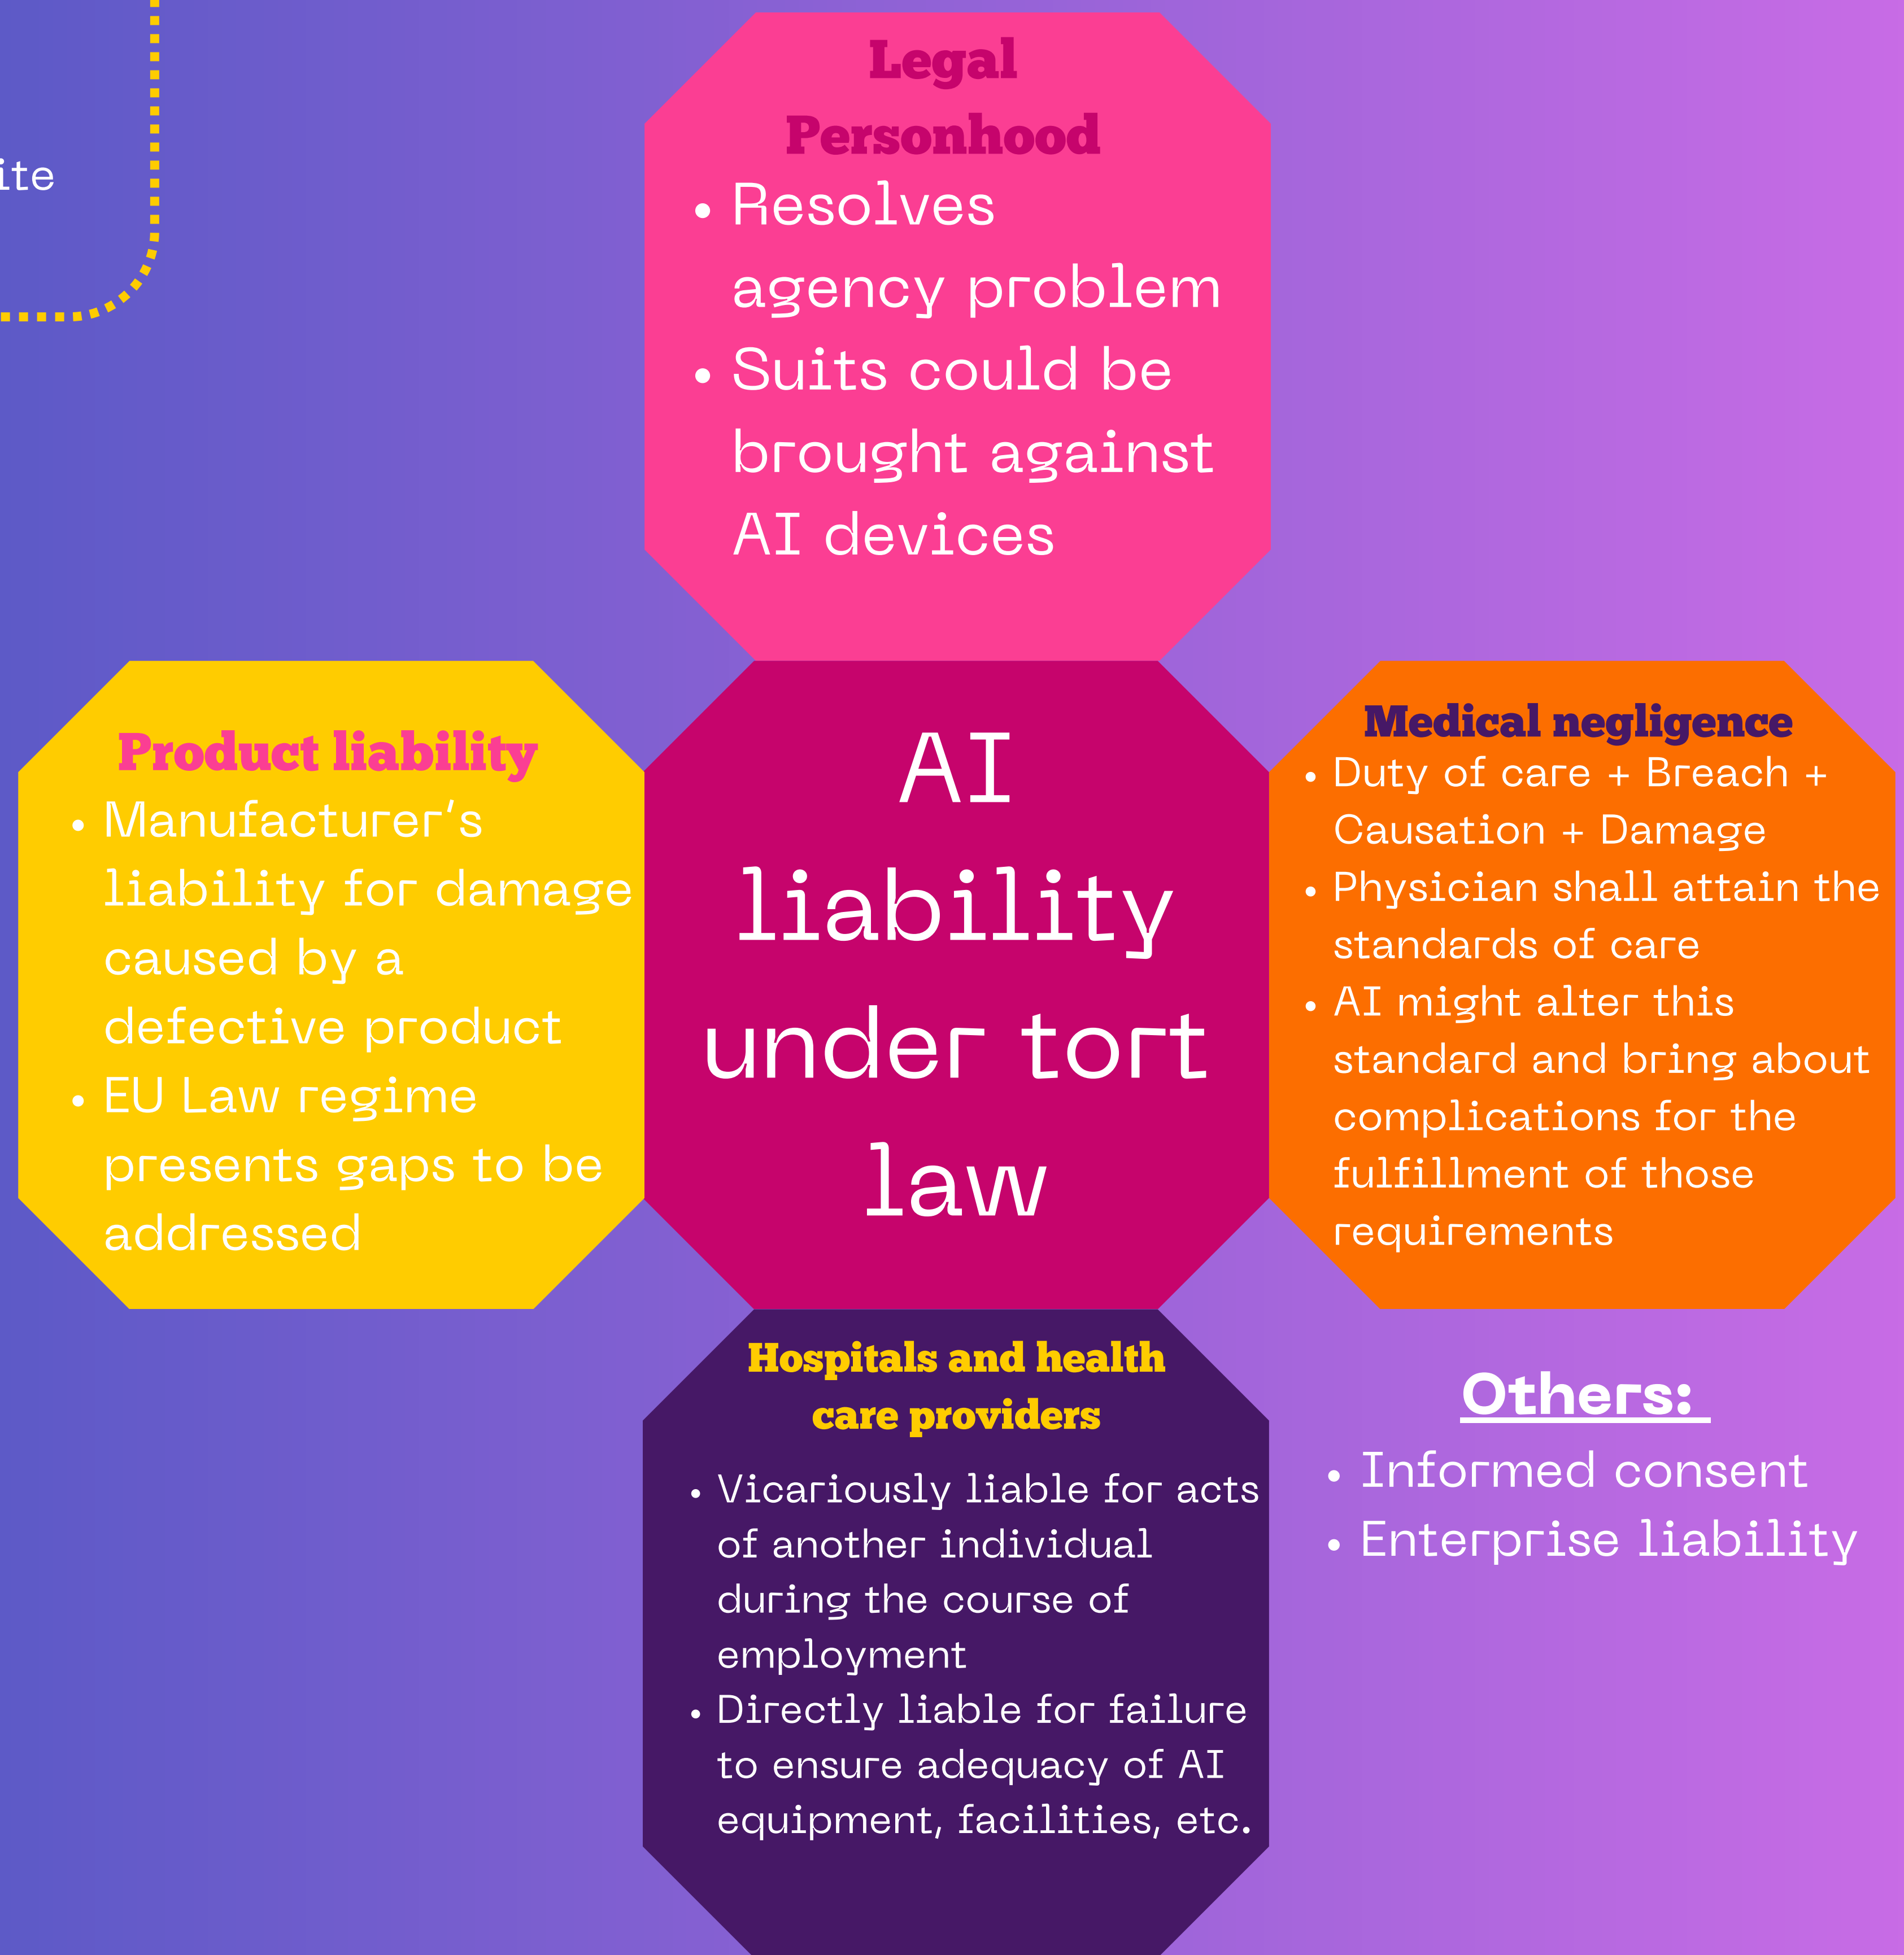 ite
Legal
Personhood
• Resolves
agency problem
• Suits could be
brought against
AI devices
Product liability
• Manufacturer's
liability for damage
caused by a
defective product
• EU Law regime
presents gaps to be
addressed
AI
liability
under tort
law
Medical negligence
• Duty of care + Breach +
Causation + Damage
• Physician shall attain the
standards of care
• AI might alter this
standard and bring about
complications for the
fulfillment of those
requirements
Hospitals and health
care providers
• Vicariously liable for acts
of another individual
during the course of
employment
• Directly liable for failure
to ensure adequacy of AI
equipment, facilities, etc.
Others:
• Informed consent
• Enterprise liability